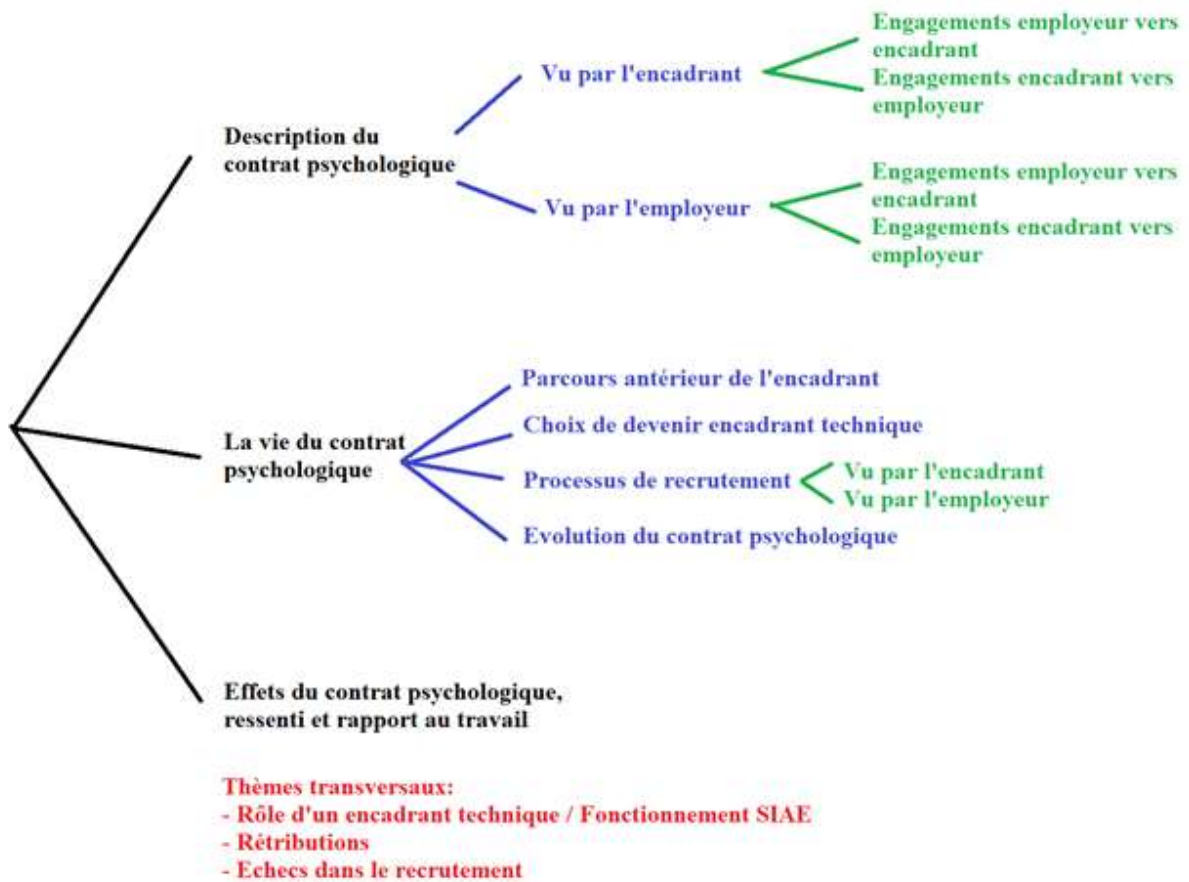 Engagements employeur vers
encadrant
Vu par l'encadrant
Engagements encadrant vers
employeur
Description du
contrat psychologique
Engagements employeur vers
encadrant
Vu par l'employeur
Engagements encadrant vers
employeur
Parcours antérieur de l'encadrant
Choix de devenir encadrant technique
La vie du contrat
psychologique
Processus de recrutement
Vu par l'encadrant
Vu par l'employeur
Evolution du contrat psychologique
Effets du contrat psychologique,
ressenti et rapport au travail
Thèmes transversaux:
- Rôle d'un encadrant technique / Fonctionnement SIAE
- Rétributions
- Echecs dans le recrutement